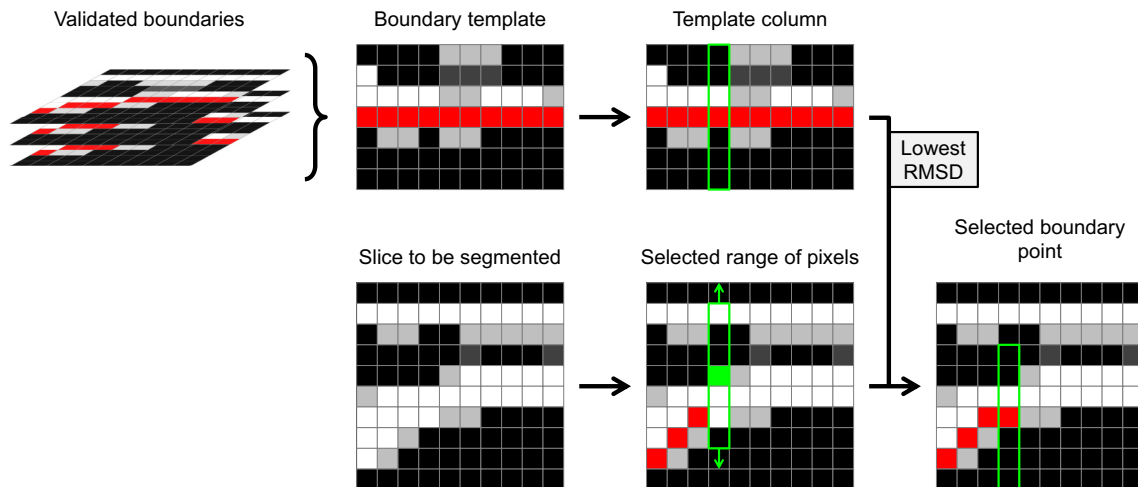 Validated boundaries
Boundary template
Template column
Lowest
RMSD
Slice to be segmented
Selected range of pixels
Selected boundary
point